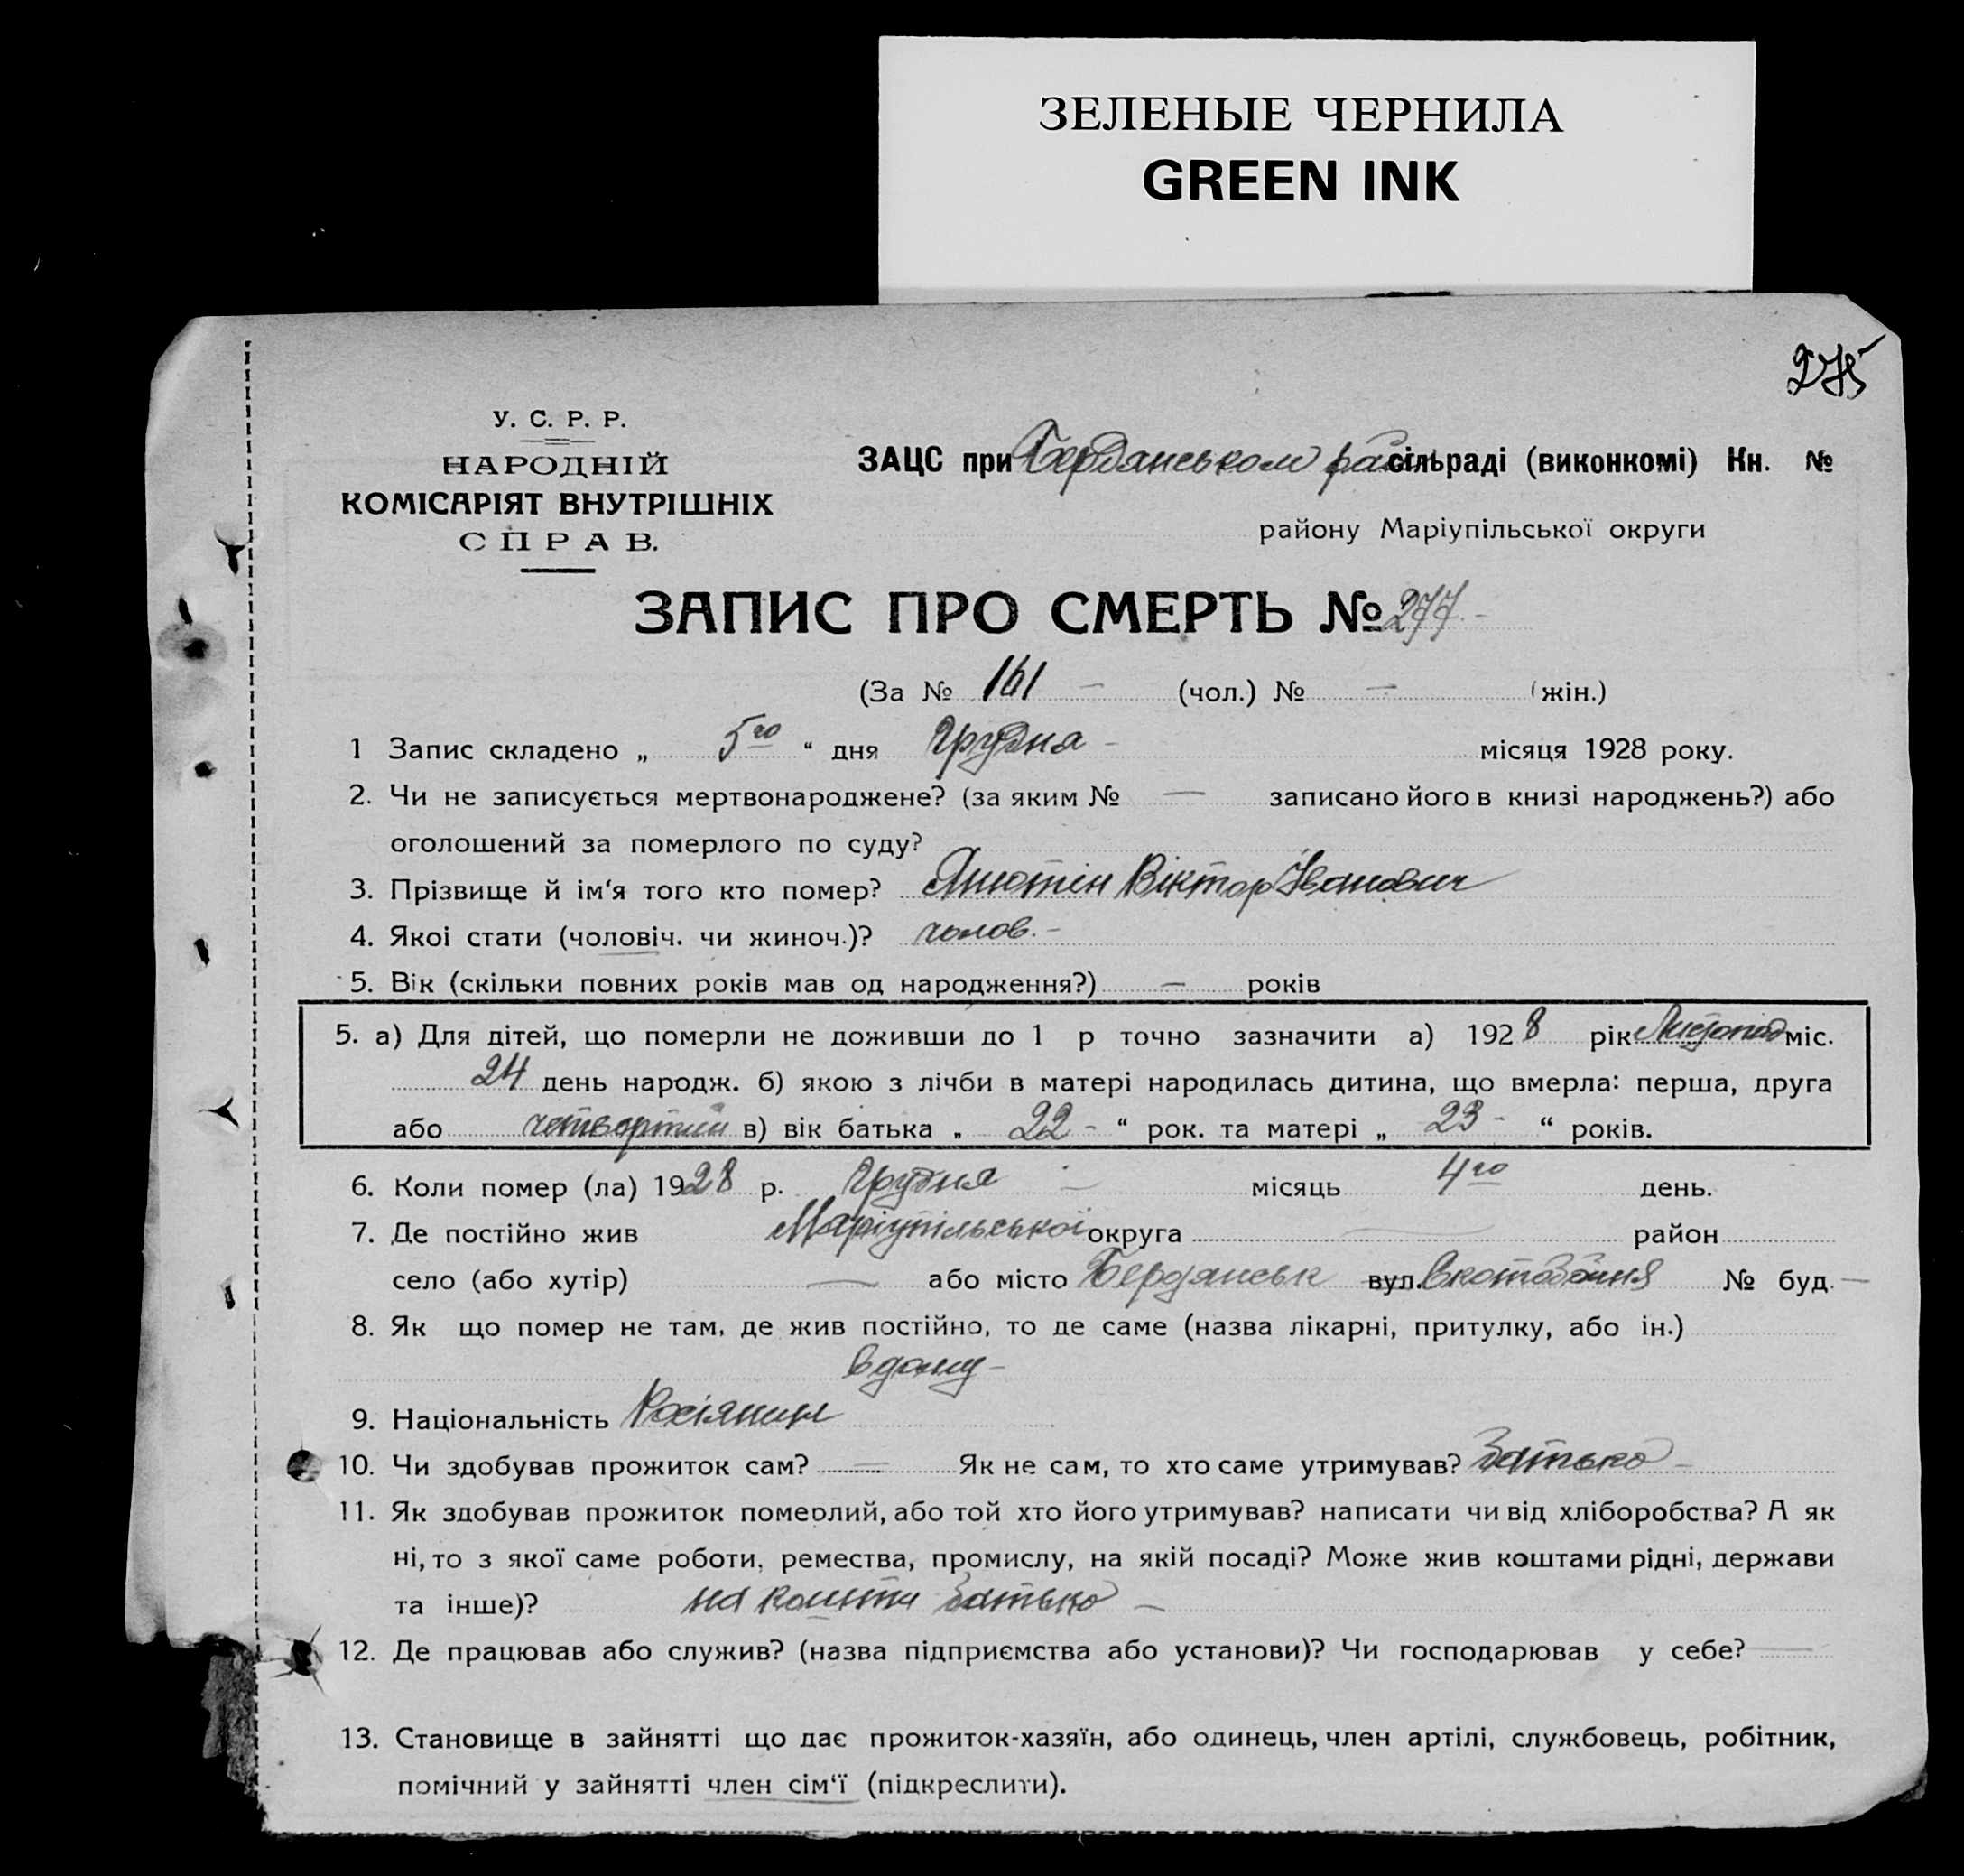 ЗЕЛЕНЫЕ ЧЕРНИЛА
GREEN INK
275
У. С. Р. Р.
НАРОДНІЙ
КОМІСАРІЯТ ВНУТРІШНІХ
СПРАВ.
ЗАЦС при Бердянськом рай сільраді (виконкомі) Кн. №
району Маріупільської округи
ЗАПИС ПРО СМЕРТЬ № 277. -
(За № 161 — (чол.) № — (жін.)
1 Запис складено „ 5го “ дня Грудня - місяця 1928 року.
2. Чи не записується мертвонароджене? (за яким № — записано його в книзі народжень?) або
оголошений за померлого по суду?
3. Прізвище й ім‘я того кто помер? Віктор Іванович
4. Якоі стати (чоловіч. чи жиноч.)? чолов. -
5. Вік (скільки повних років мав од народження?) — років
5. а) Для дітей, що померли не доживши до 1 р точно зазначити а) 1928 рік Листопад міс.
24 день народж. б) якою з лічби в матері народилась дитина, що вмерла: перша, друга
або четвертий в) вік батька „ 22 - “ рок. та матері „ 23 - “ років.
6. Коли помер (ла) 1928 р. Грудня — місяць 4го день.
7. Де постійно жив Маріупільської округа — район
село (або хутір) — або місто Бердянськ вул. № буд. —
8. Як що помер не там, де жив постійно, то де саме (назва лікарні, притулку, або ін.)
вдому -
9. Національність Росіянин
10. Чи здобував прожиток сам? — Як не сам, то хто саме утримував? Батько -
11. Як здобував прожиток померлий, або той хто його утримував? написати чи від хліборобства? А як
ні, то з якої саме роботи, ремества, промислу, на якій посаді? Може жив коштами рідні, держави
та інше)? на кошти батько —
12. Де працював або служив? (назва підприємства або установи)? Чи господарював у себе? —
13. Становище в зайнятті що дає прожиток-хазяїн, або одинець, член артілі, службовець, робітник,
помічний у зайнятті член сім‘ї (підкреслити).